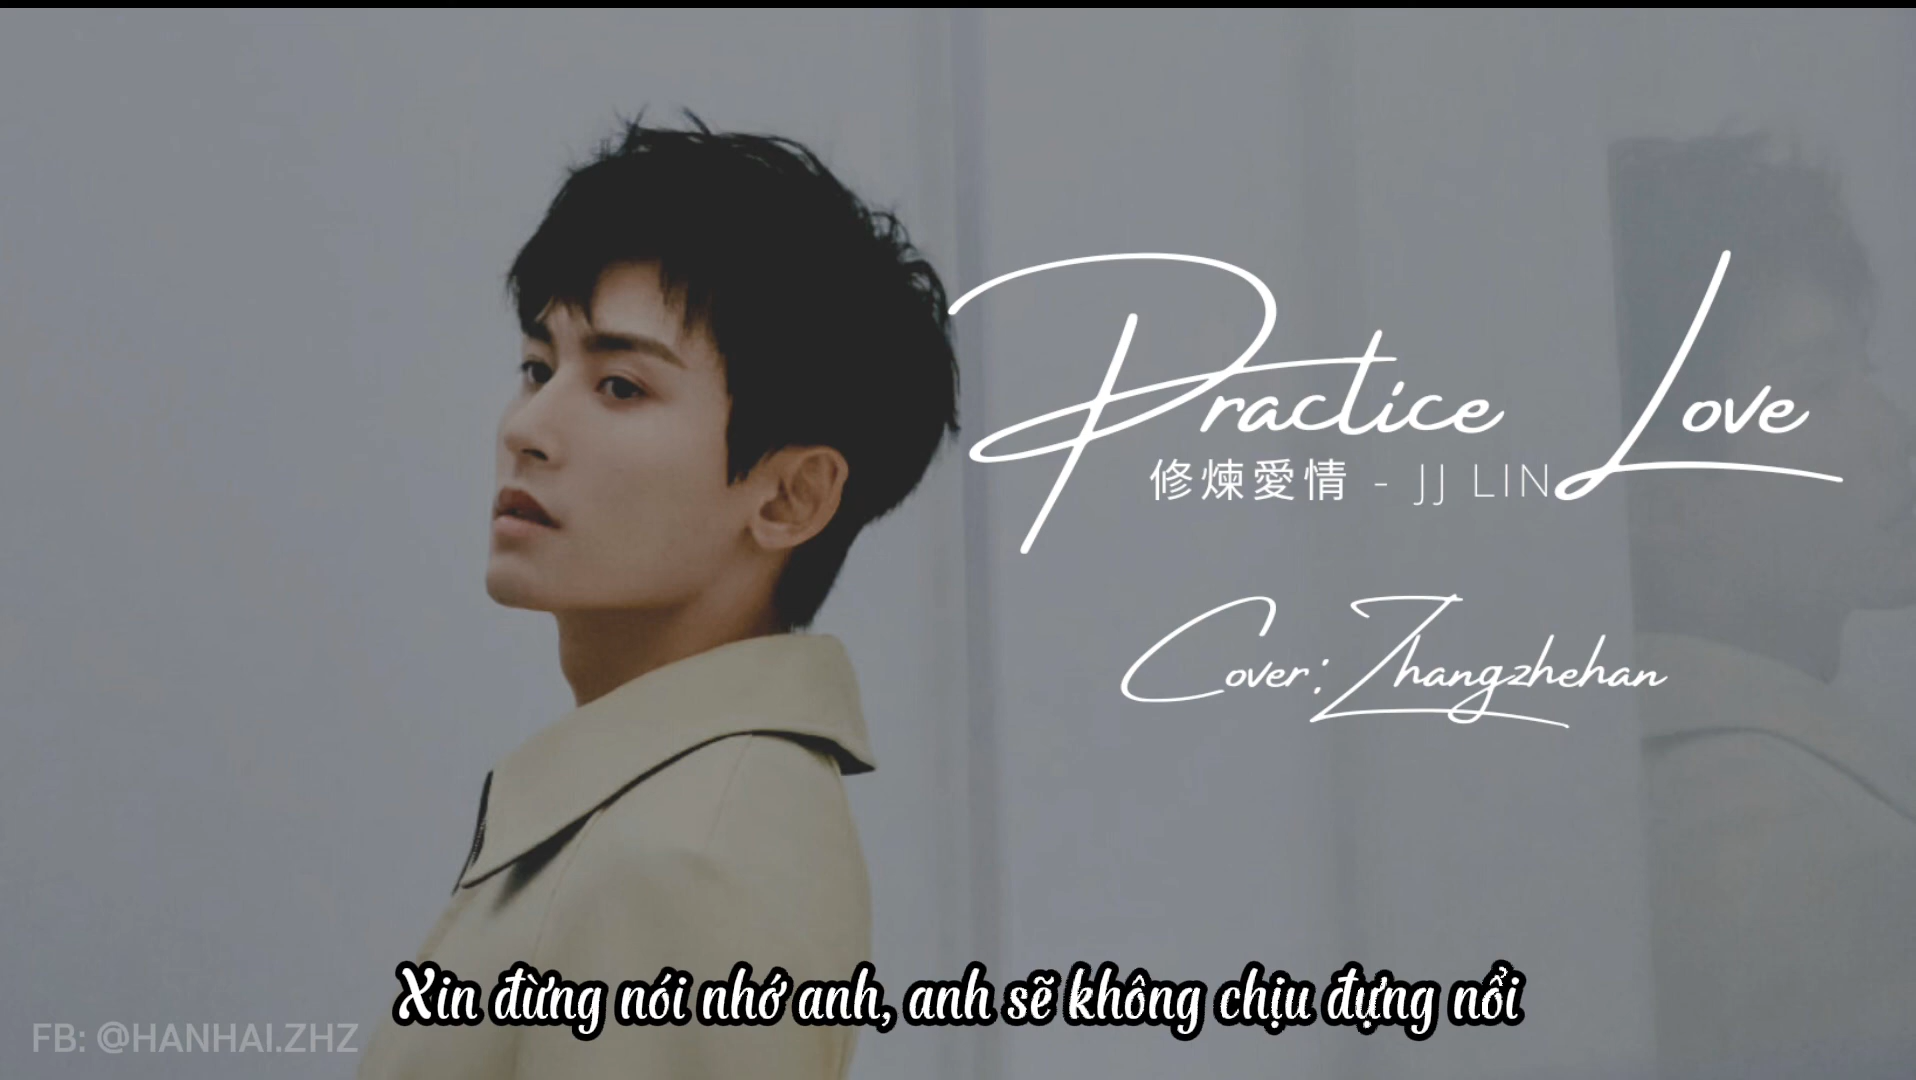 Practice Love
修煉愛情 - JJ LIN
Cover: Zhangzhehan
Xin đừng nói nhớ anh, anh sẽ không chịu đựng nổi
FB: @HANHAI.ZHZ